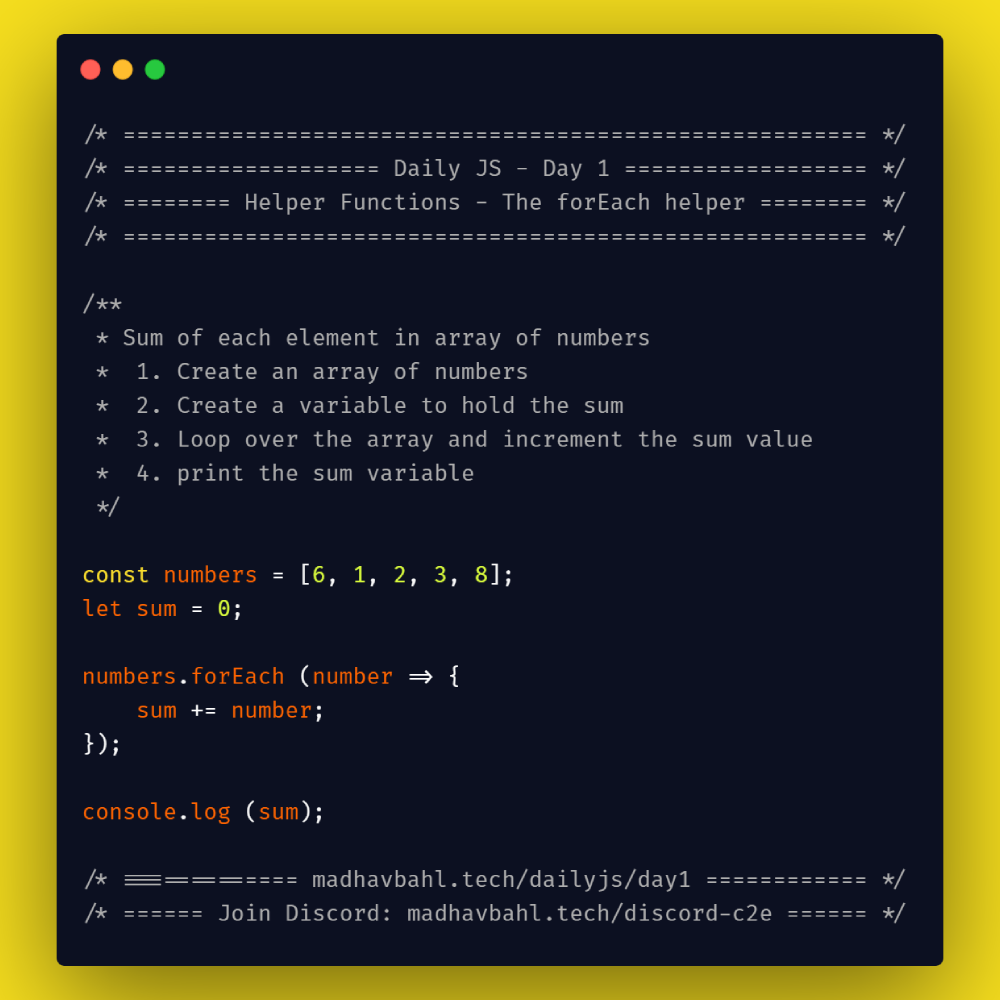 /* ======================================================= */
/* =================== Daily JS - Day 1 ================== */
/* ======== Helper Functions - The forEach helper ======== */
/* ======================================================= */
/**
 * Sum of each element in array of numbers
 *  1. Create an array of numbers
 *  2. Create a variable to hold the sum
 *  3. Loop over the array and increment the sum value
 *  4. print the sum variable
 */
const numbers = [6, 1, 2, 3, 8];
let sum = 0;
numbers.forEach (number => {
    sum += number;
});
console.log (sum);
/* ============= madhavbahl.tech/dailyjs/day1 ============ */
/* ====== Join Discord: madhavbahl.tech/discord-c2e ====== */